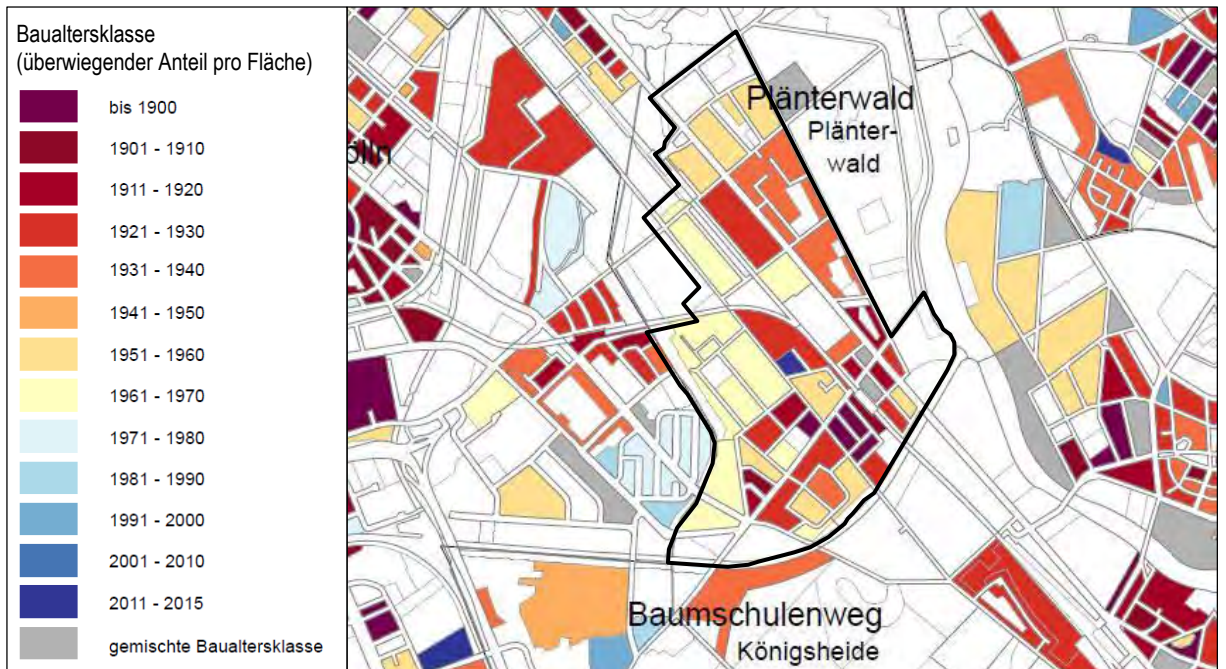 Baualtersklasse
(überwiegender Anteil pro Fläche)
bis 1900
1901 - 1910
1911 - 1920
1921 - 1930
1931 - 1940
1941 - 1950
1951 - 1960
1961 - 1970
1971 - 1980
1981 - 1990
1991 - 2000
2001 - 2010
2011 - 2015
gemischte Baualtersklasse
Plänterwald
Plänter-
wald
ölln
Baumschulenweg
Königsheide